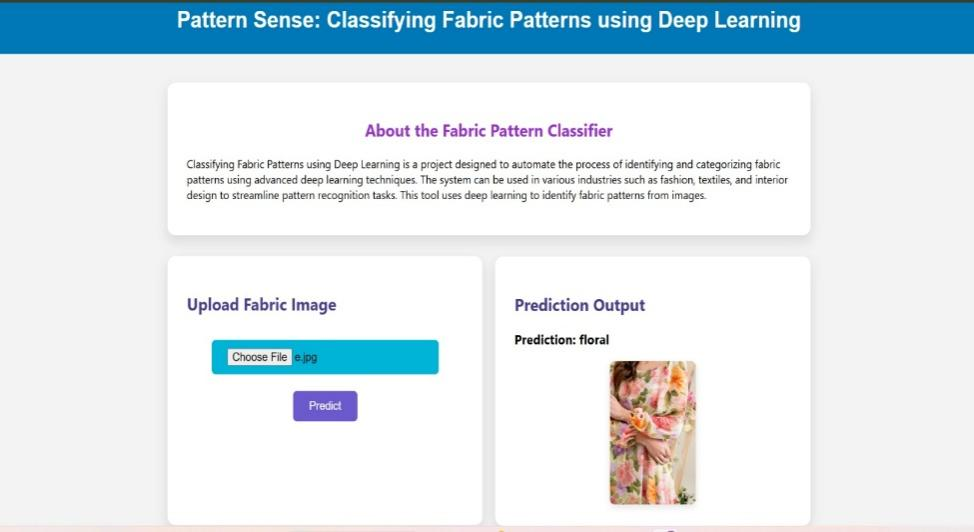 Pattern Sense: Classifying Fabric Patterns using Deep Learning
About the Fabric Pattern Classifier
Classifying Fabric Patterns using Deep Learning is a project designed to automate the process of identifying and categorizing fabric
patterns using advanced deep learning techniques. The system can be used in various industries such as fashion, textiles, and interior
design to streamline pattern recognition tasks. This tool uses deep learning to identify fabric patterns from images.
Upload Fabric Image
Choose File e.jpg
Predict
Prediction Output
Prediction: floral